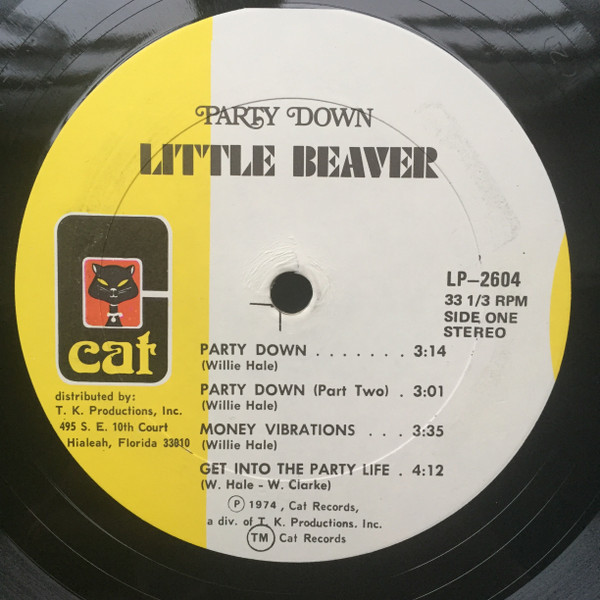 PARTY DOWN
LITTLE BEAVER
LP-2604
33 1/3 RPM
SIDE ONE
STEREO
cat
PARTY DOWN . . . . . . . 3:14
(Willie Hale)
PARTY DOWN (Part Two) . 3:01
(Willie Hale)
MONEY VIBRATIONS . . . 3:35
(Willie Hale)
GET INTO THE PARTY LIFE . 4:12
(W. Hale - W. Clarke)
distributed by:
T. K. Productions, Inc.
495 S. E. 10th Court
Hialeah, Florida 33010
Ⓟ 1974, Cat Records,
a div. of T. K. Productions. Inc.
TM Cat Records